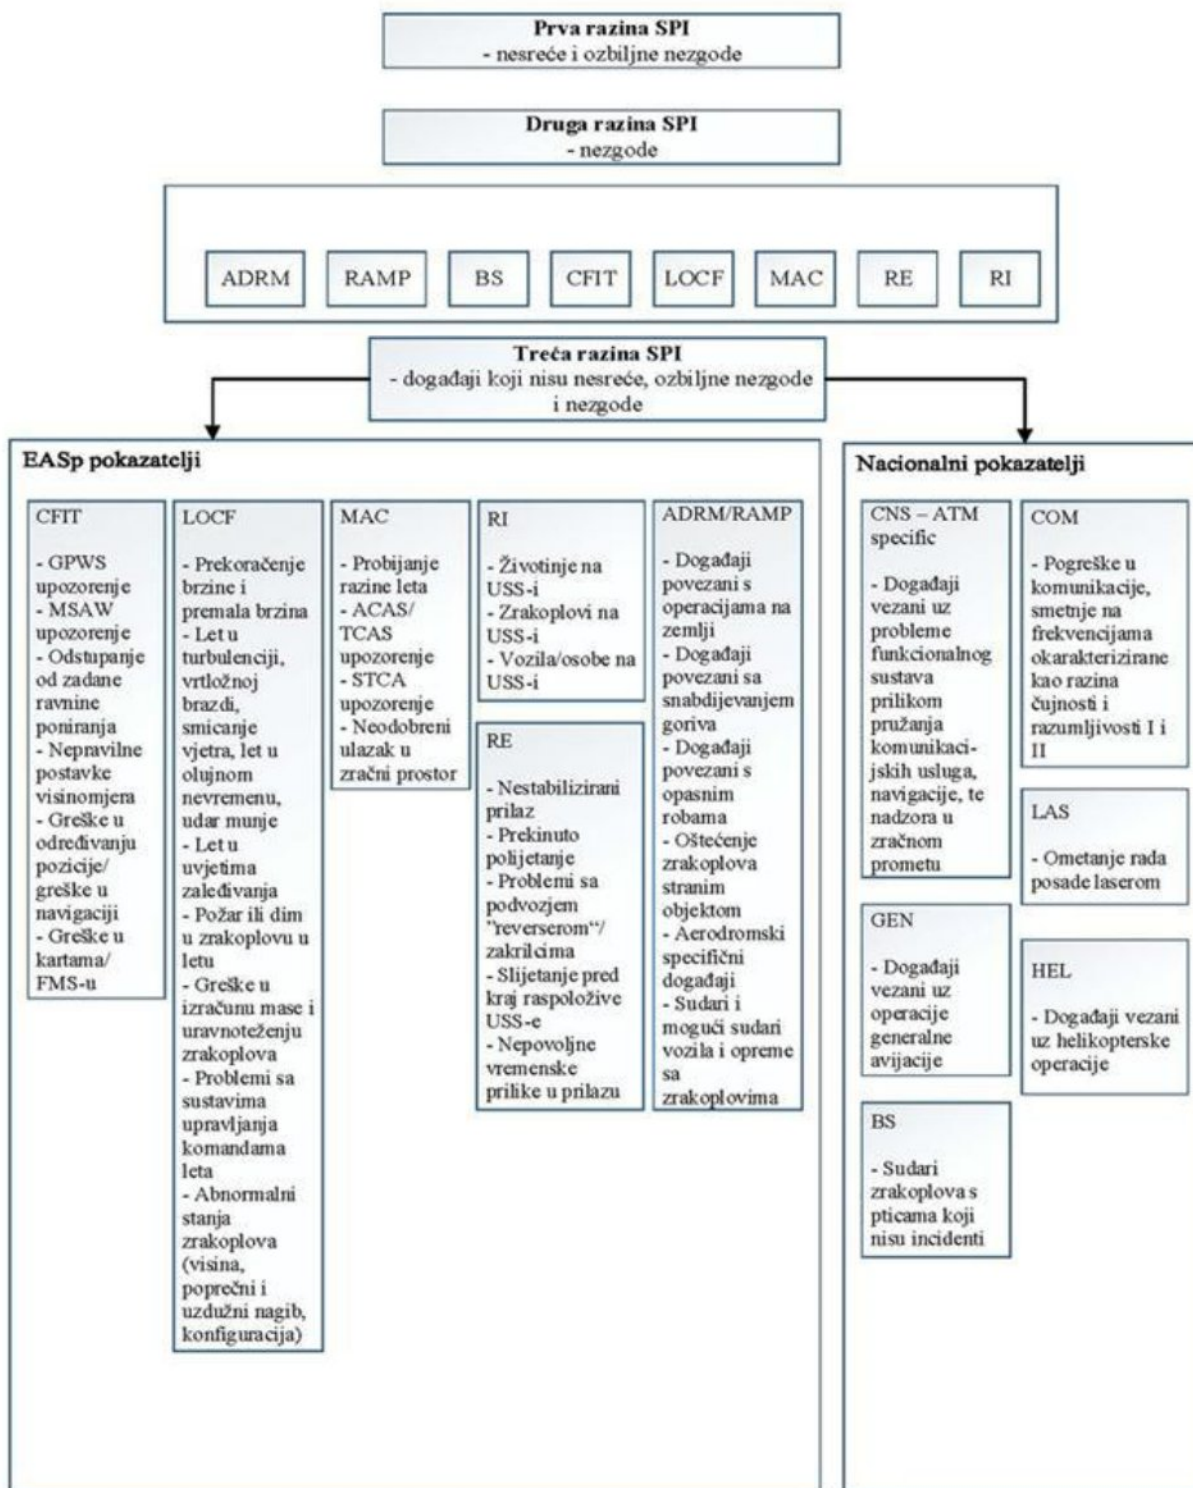 Prva razina SPI
- nesreće i ozbiljne nezgode
Druga razina SPI
- nezgode
ADRM
RAMP
BS
CFIT
LOCF
MAC
RE
RI
Treća razina SPI
- događaji koji nisu nesreće, ozbiljne nezgode
i nezgode
EASp pokazatelji
CFIT
- GPWS
upozorenje
- MSAW
upozorenje
- Odstupanje
od zadane
ravnine
poniranja
- Nepravilne
postavke
visinomjera
- Greške u
određivanju
pozicije/
greške u
navigaciji
- Greške u
kartama/
FMS-u
LOCF
- Prekoračenje
brzine i
premala brzina
- Let u
turbulenciji,
vrtložnoj
brazdi,
smicanje
vjetra, let u
olujnom
nevremenu,
udar munje
- Let u
uvjetima
zaleđivanja
- Požar ili dim
u zrakoplovu u
letu
- Greške u
izračunu mase i
uravnoteženju
zrakoplova
- Problemi sa
sustavima
upravljanja
komandama
leta
- Abnormalni
stanja
zrakoplova
(visina,
poprečni i
uzdužni nagib,
konfiguracija)
MAC
- Probijanje
razine leta
- ACAS/
TCAS
upozorenje
- STCA
upozorenje
- Neodobreni
ulazak u
zračni prostor
RI
- Životinje na
USS-i
- Zrakoplovi na
USS-i
- Vozila/osobe na
USS-i
RE
- Nestabilizirani
prilaz
- Prekinuto
polijetanje
- Problemi sa
podvozjem
"reverserom“/
zakrilcima
- Slijetanje pred
kraj raspoložive
USS-e
- Nepovoljne
vremenske
prilike u prilazu
ADRM/RAMP
- Događaji
povezani s
operacijama na
zemlji
- Događaji
povezani sa
snabdijevanjem
goriva
- Događaji
povezani s
opasnim
robama
- Oštećenje
zrakoplova
stranim
objektom
- Aerodromski
specifični
događaji
- Sudari i
mogući sudari
vozila i opreme
sa
zrakoplovima
Nacionalni pokazatelji
CNS – ATM
specific
- Događaji
vezani uz
probleme
funkcionalnog
sustava
prilikom
pružanja
komunikaci-
jskih usluga,
navigacije, te
nadzora u
zračnom
prometu
GEN
- Događaji
vezani uz
operacije
generalne
avijacije
BS
- Sudari
zrakoplova s
pticama koji
nisu incidenti
COM
- Pogreške u
komunikacije,
smetnje na
frekvencijama
okarakterizirane
kao razina
čujnosti i
razumljivosti I i
II
LAS
- Ometanje rada
posade laserom
HEL
- Događaji vezani
uz helikopterske
operacije